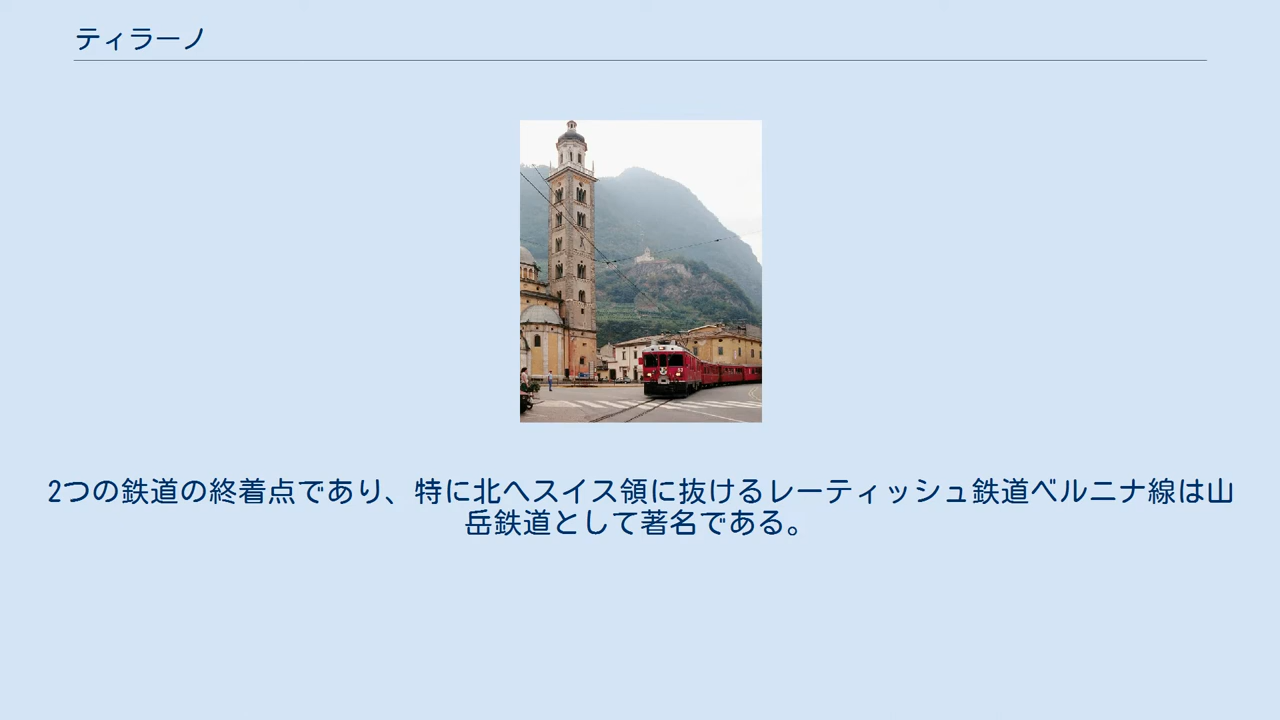 ティラーノ
2つの鉄道の終着点であり、特に北へスイス領に抜けるレーティッシュ鉄道ベルニナ線は山
岳鉄道として著名である。